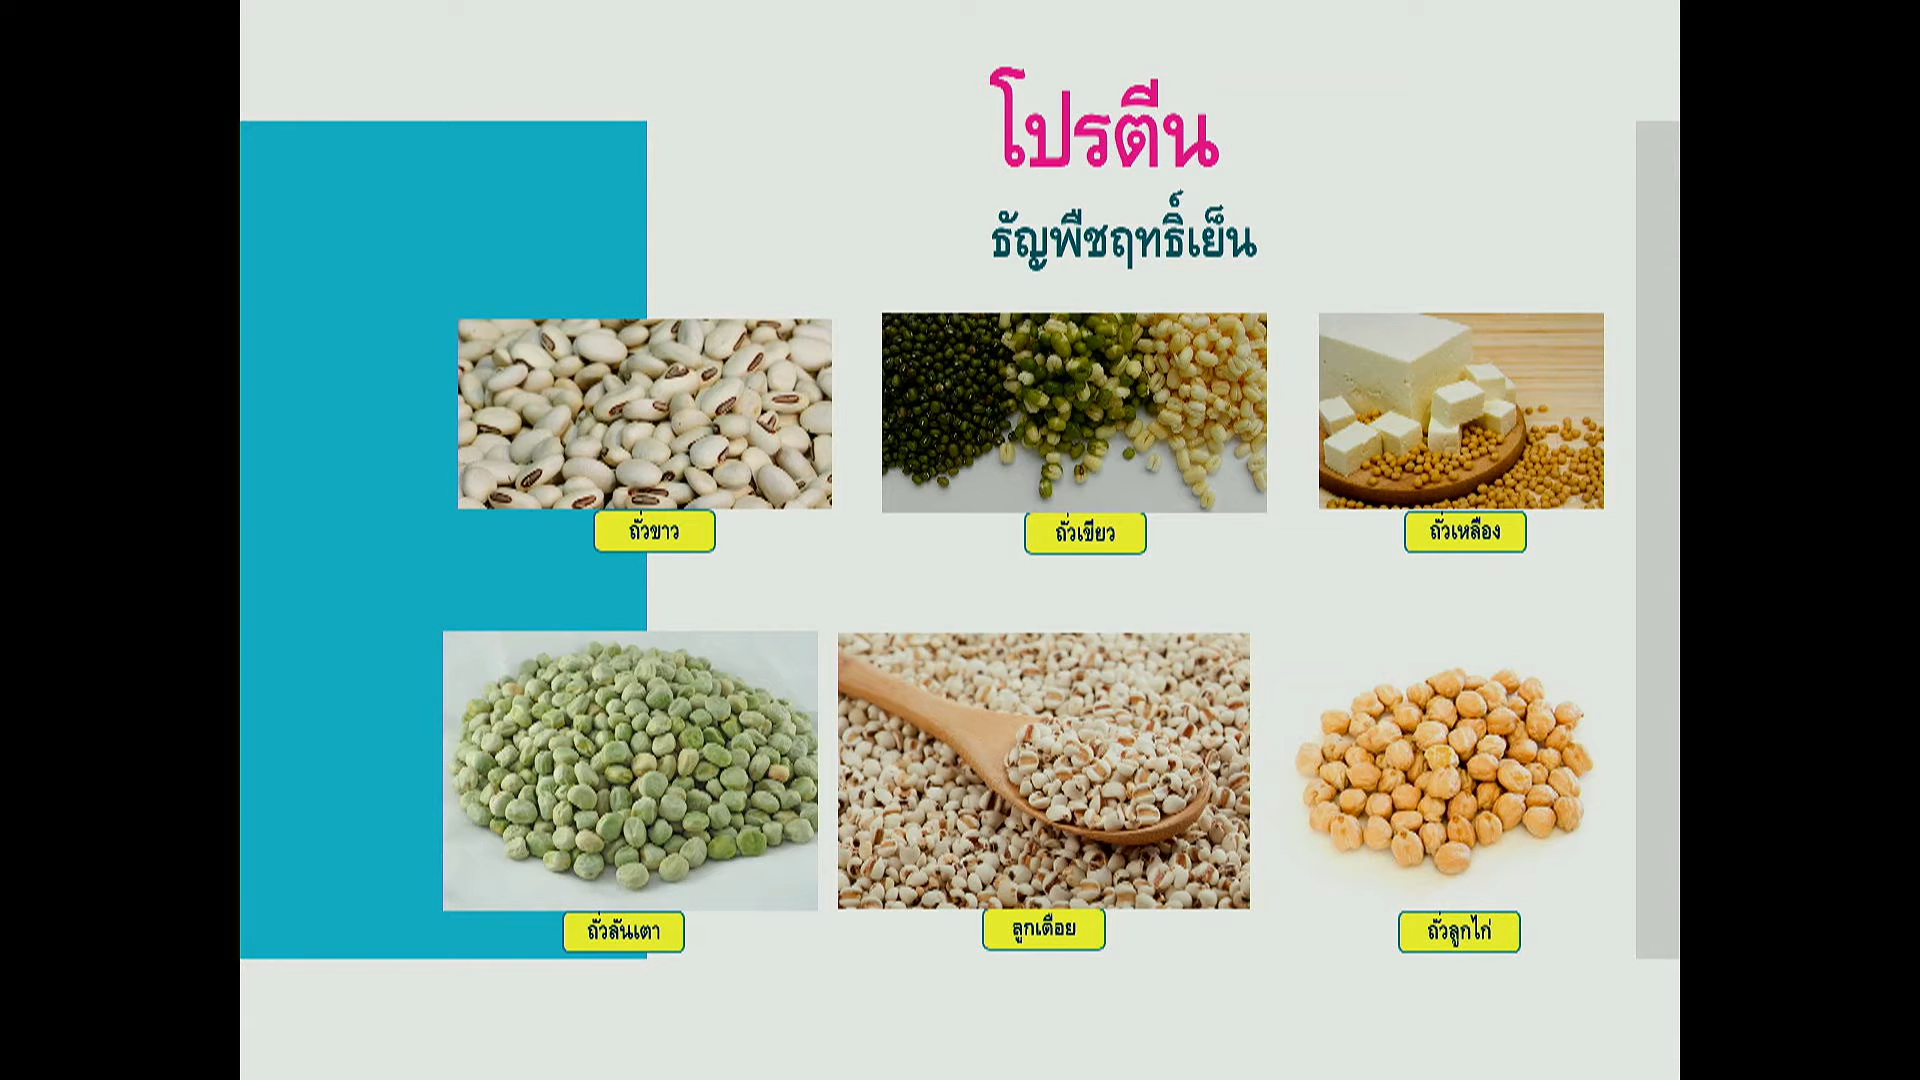 โปรตีน
ธัญพืชฤทธิ์เย็น
ถั่วขาว
ถั่วเขียว
ถั่วเหลือง
ถั่วลันเตา
ลูกเดือย
ถั่วลูกไก่